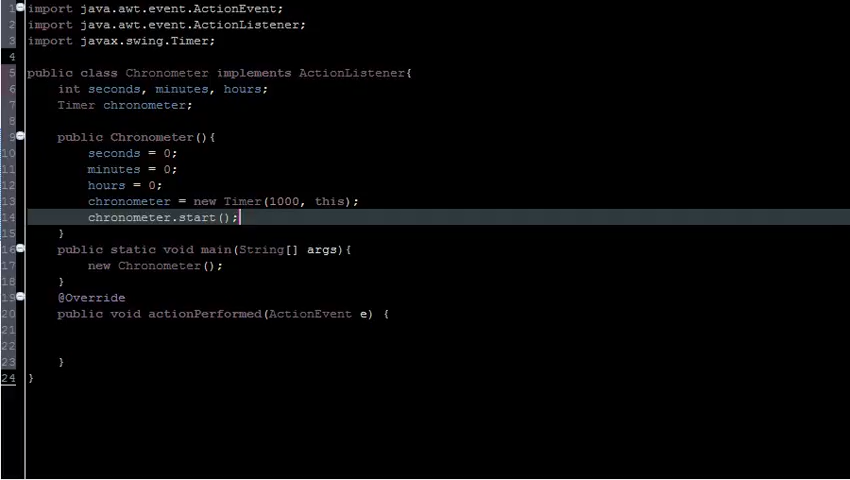 1 import java.awt.event.ActionEvent;
2 import java.awt.event.ActionListener;
3 import javax.swing.Timer;
4
5 public class Chronometer implements ActionListener{
6 int seconds, minutes, hours;
7 Timer chronometer;
8
9 public Chronometer(){
10 seconds = 0;
11 minutes = 0;
12 hours = 0;
13 chronometer = new Timer(1000, this);
14 chronometer.start();
15 }
16 public static void main(String[] args){
17 new Chronometer();
18 }
19 @Override
20 public void actionPerformed(ActionEvent e) {
21
22
23 }
24 }